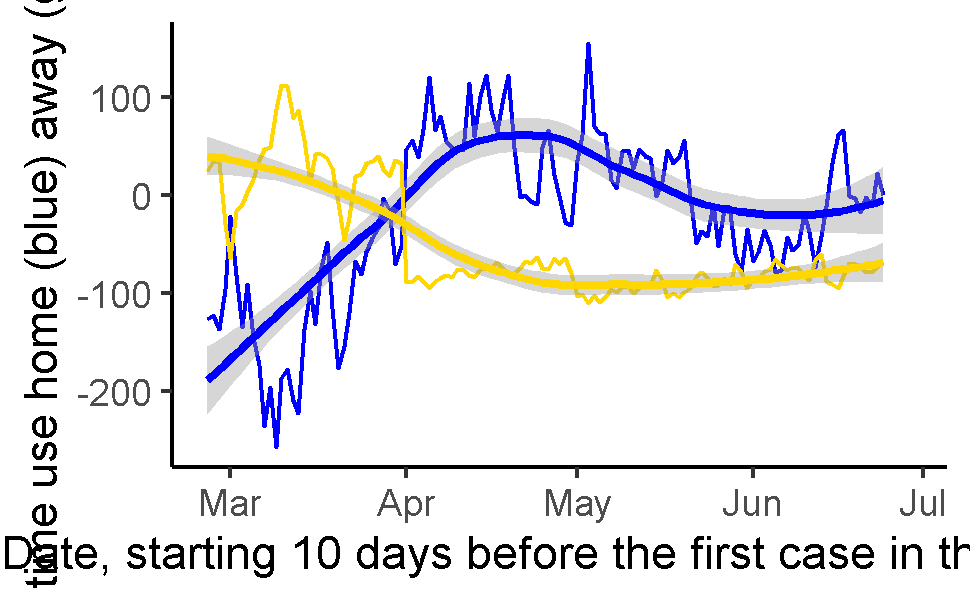 time use home (blue) away (
100
0
-100
-200
Mar Apr May Jun Jul
Date, starting 10 days before the first case in th